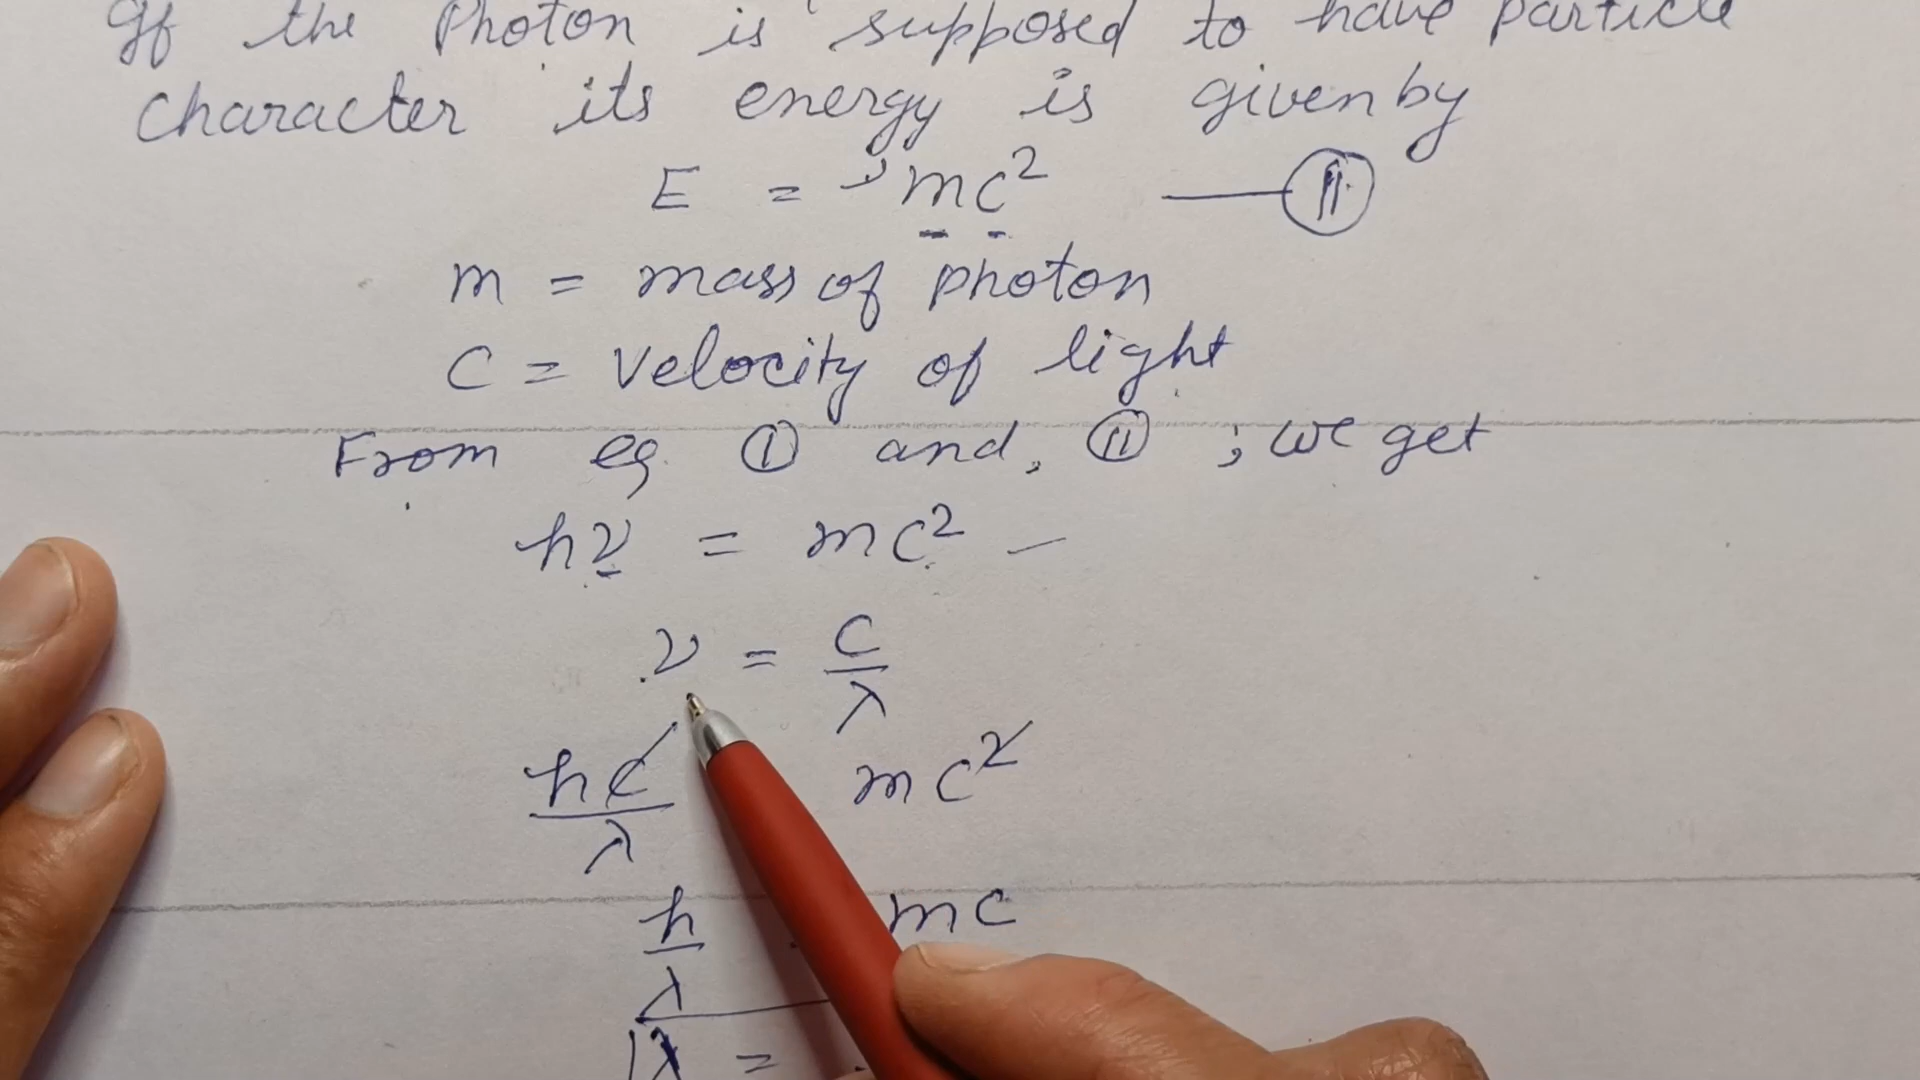 If the Photon is supposed to have particle
character its energy is given by
E = mc² — (II)
m = mass of photon
C = Velocity of light
From eq. (I) and, (II) ; we get
hν = mc² —
ν = c/λ
hc/λ mc²
h/λ mc
λ =